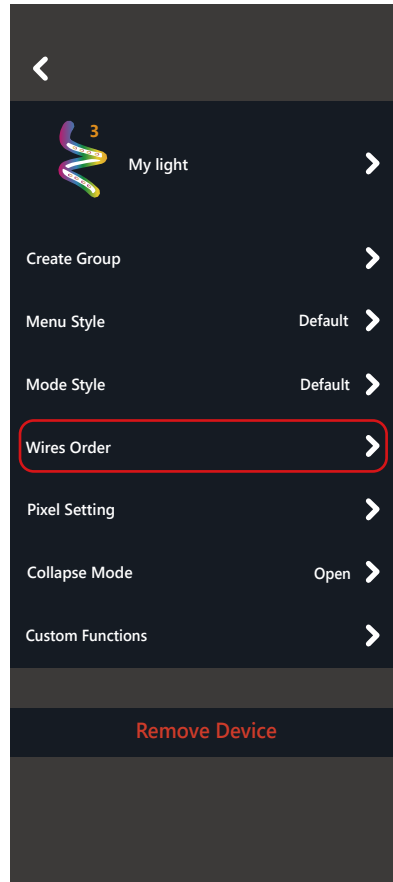 3
My light
Create Group
Menu Style Default
Mode Style Default
Wires Order
Pixel Setting
Collapse Mode Open
Custom Functions
Remove Device